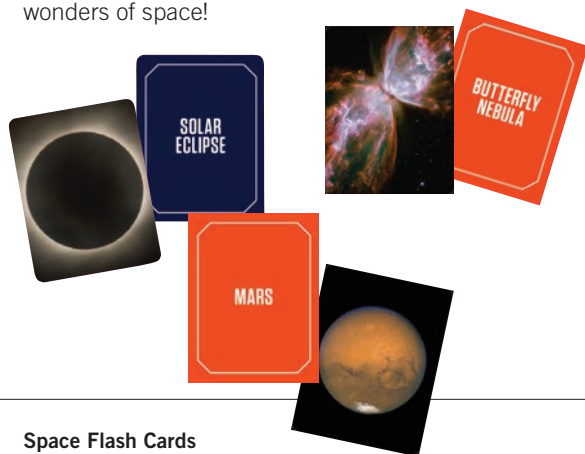 wonders of space!
SOLAR
ECLIPSE
BUTTERFLY
NEBULA
MARS
Space Flash Cards